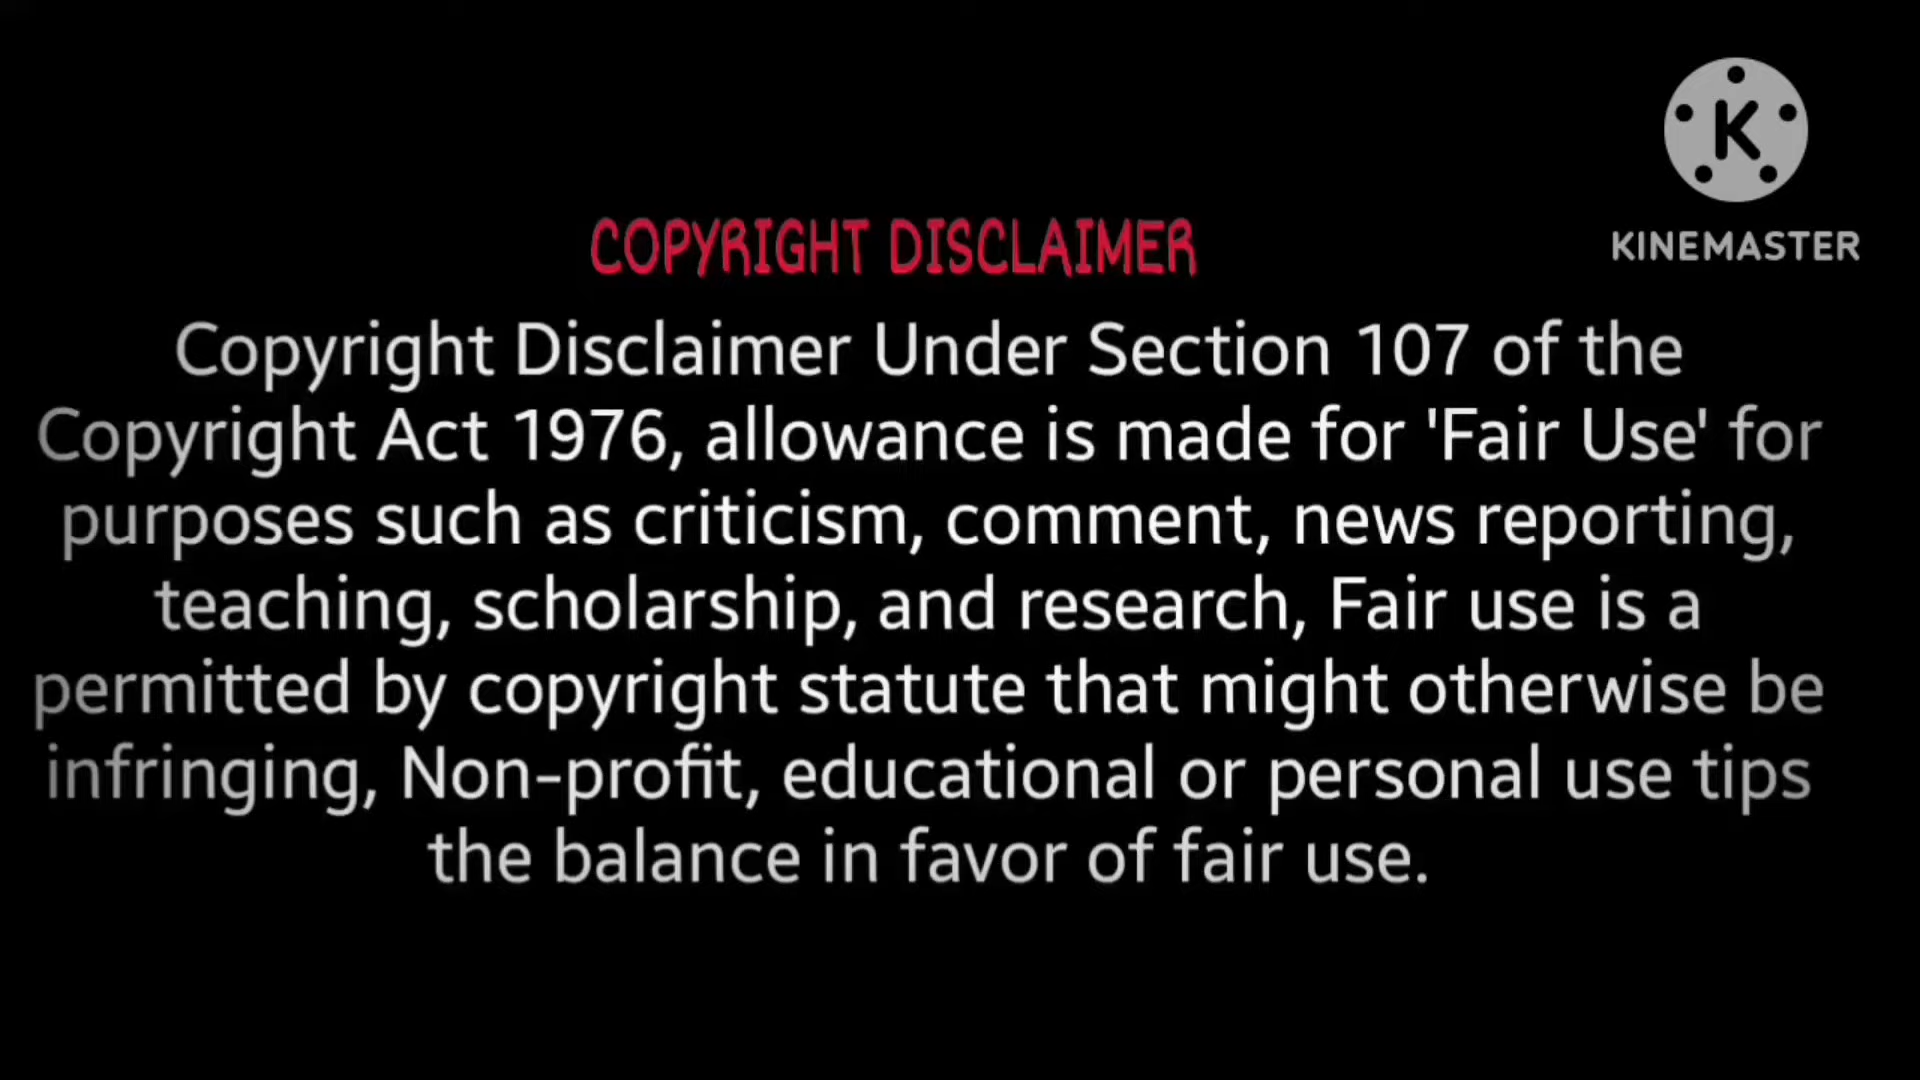 K
KINEMASTER
COPYRIGHT DISCLAIMER
Copyright Disclaimer Under Section 107 of the
Copyright Act 1976, allowance is made for 'Fair Use' for
purposes such as criticism, comment, news reporting,
teaching, scholarship, and research, Fair use is a
permitted by copyright statute that might otherwise be
infringing, Non-profit, educational or personal use tips
the balance in favor of fair use.